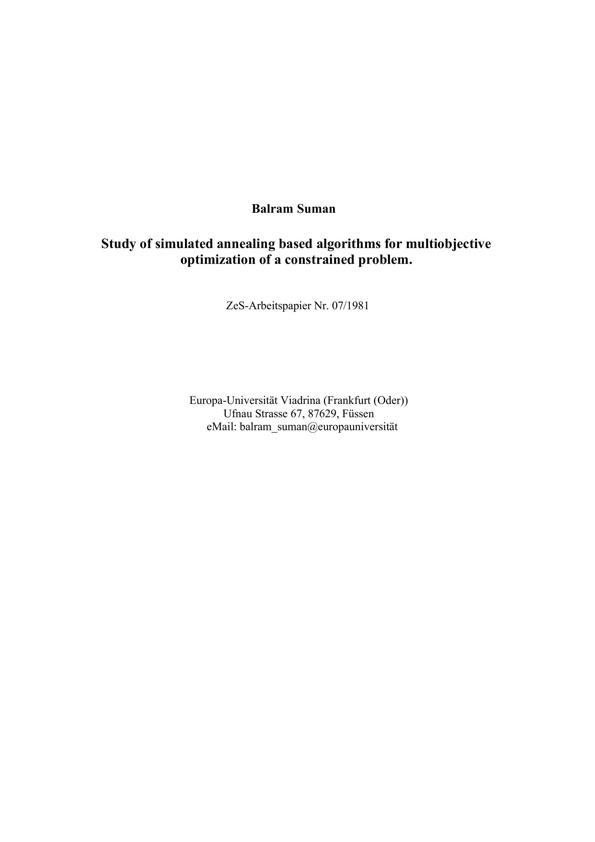 Balram Suman
Study of simulated annealing based algorithms for multiobjective
optimization of a constrained problem.
ZeS-Arbeitspapier Nr. 07/1981
Europa-Universität Viadrina (Frankfurt (Oder))
Ufnau Strasse 67, 87629, Füssen
eMail: balram_suman@europauniversität